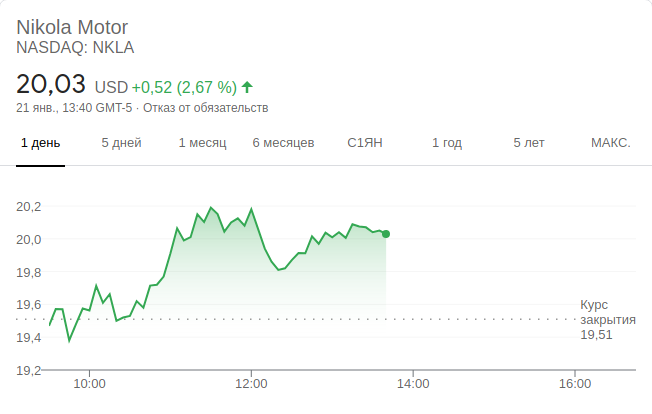 Nikola Motor
NASDAQ: NKLA
20,03 USD +0,52 (2,67 %)
21 янв., 13:40 GMT-5 · Отказ от обязательств
1 день 5 дней 1 месяц 6 месяцев С1ЯН 1 год 5 лет МАКС.
20,2
20,0
19,8
19,6
Курс
закрытия
19,51
19,4
19,2
10:00 12:00 14:00 16:00